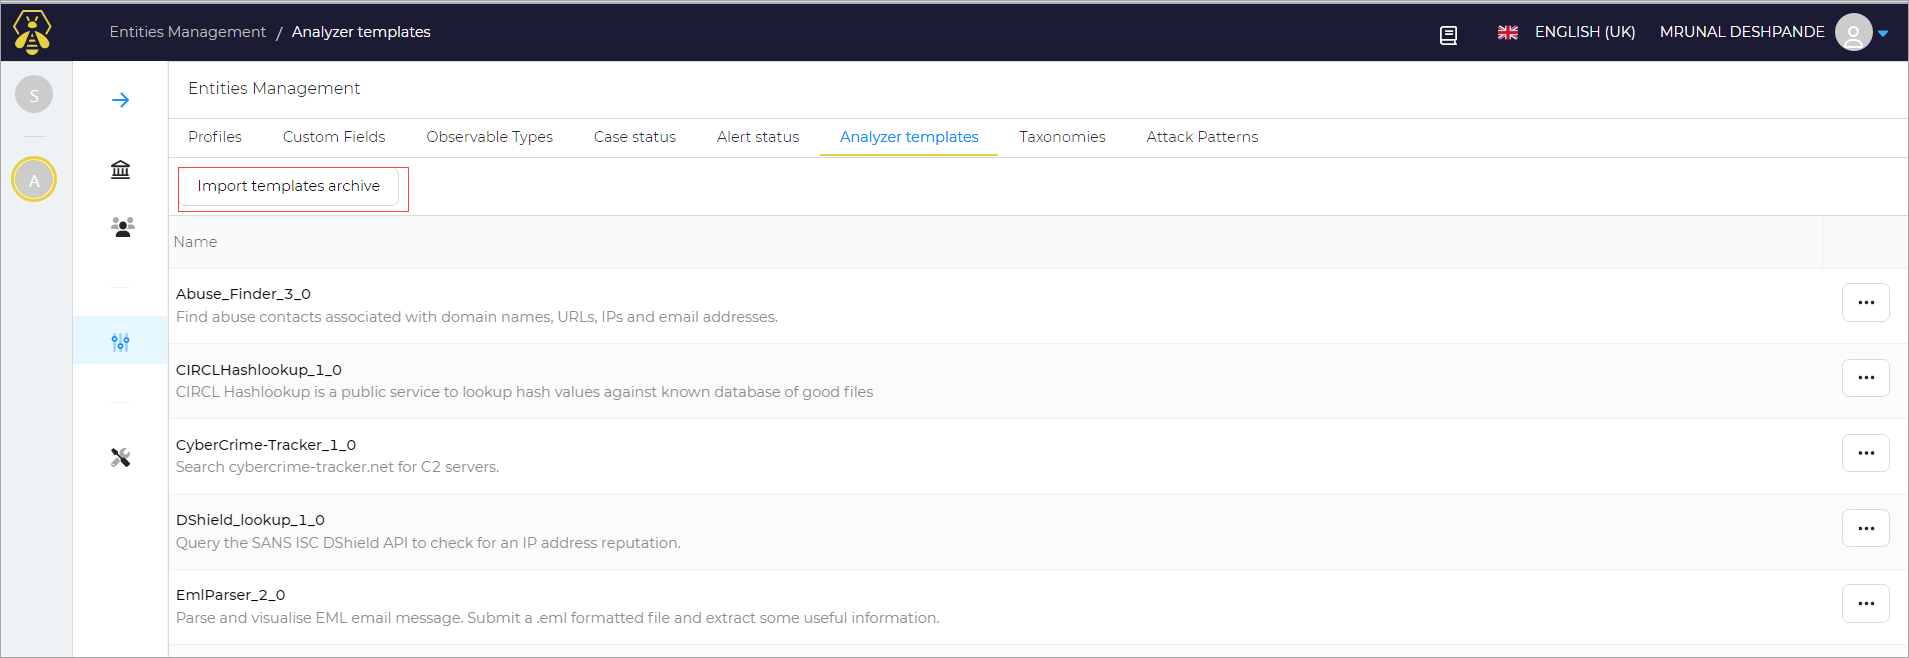 Entities Management / Analyzer templates
ENGLISH (UK)
MRUNAL DESHPANDE
S
A
Entities Management
Profiles
Custom Fields
Observable Types
Case status
Alert status
Analyzer templates
Taxonomies
Attack Patterns
Import templates archive
Name
Abuse_Finder_3_0
Find abuse contacts associated with domain names, URLs, IPs and email addresses.
CIRCLHashlookup_1_0
CIRCL Hashlookup is a public service to lookup hash values against known database of good files
CyberCrime-Tracker_1_0
Search cybercrime-tracker.net for C2 servers.
DShield_lookup_1_0
Query the SANS ISC DShield API to check for an IP address reputation.
EmlParser_2_0
Parse and visualise EML email message. Submit a .eml formatted file and extract some useful information.